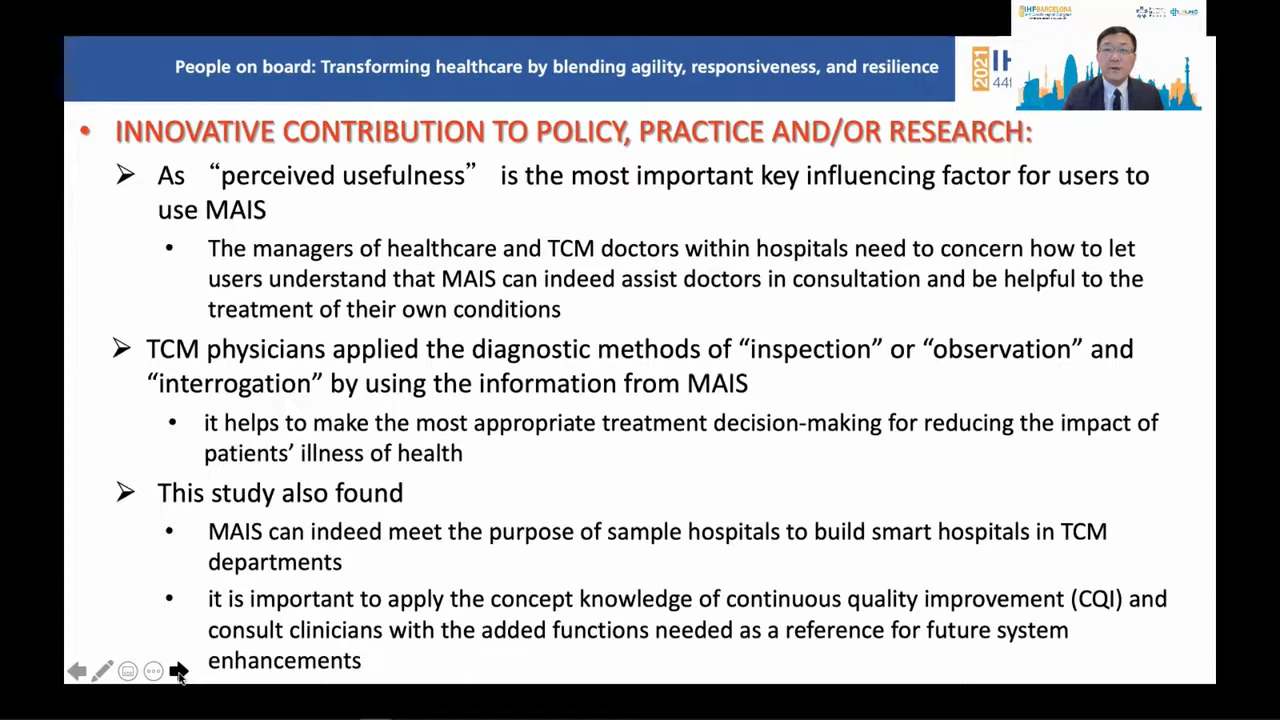 IHFBARCELONA
People on board: Transforming healthcare by blending agility, responsiveness, and resilience
2021
IH
44
INNOVATIVE CONTRIBUTION TO POLICY, PRACTICE AND/OR RESEARCH:
As “perceived usefulness” is the most important key influencing factor for users to
use MAIS
The managers of healthcare and TCM doctors within hospitals need to concern how to let
users understand that MAIS can indeed assist doctors in consultation and be helpful to the
treatment of their own conditions
TCM physicians applied the diagnostic methods of “inspection” or “observation” and
“interrogation” by using the information from MAIS
it helps to make the most appropriate treatment decision-making for reducing the impact of
patients’ illness of health
This study also found
MAIS can indeed meet the purpose of sample hospitals to build smart hospitals in TCM
departments
it is important to apply the concept knowledge of continuous quality improvement (CQI) and
consult clinicians with the added functions needed as a reference for future system
enhancements